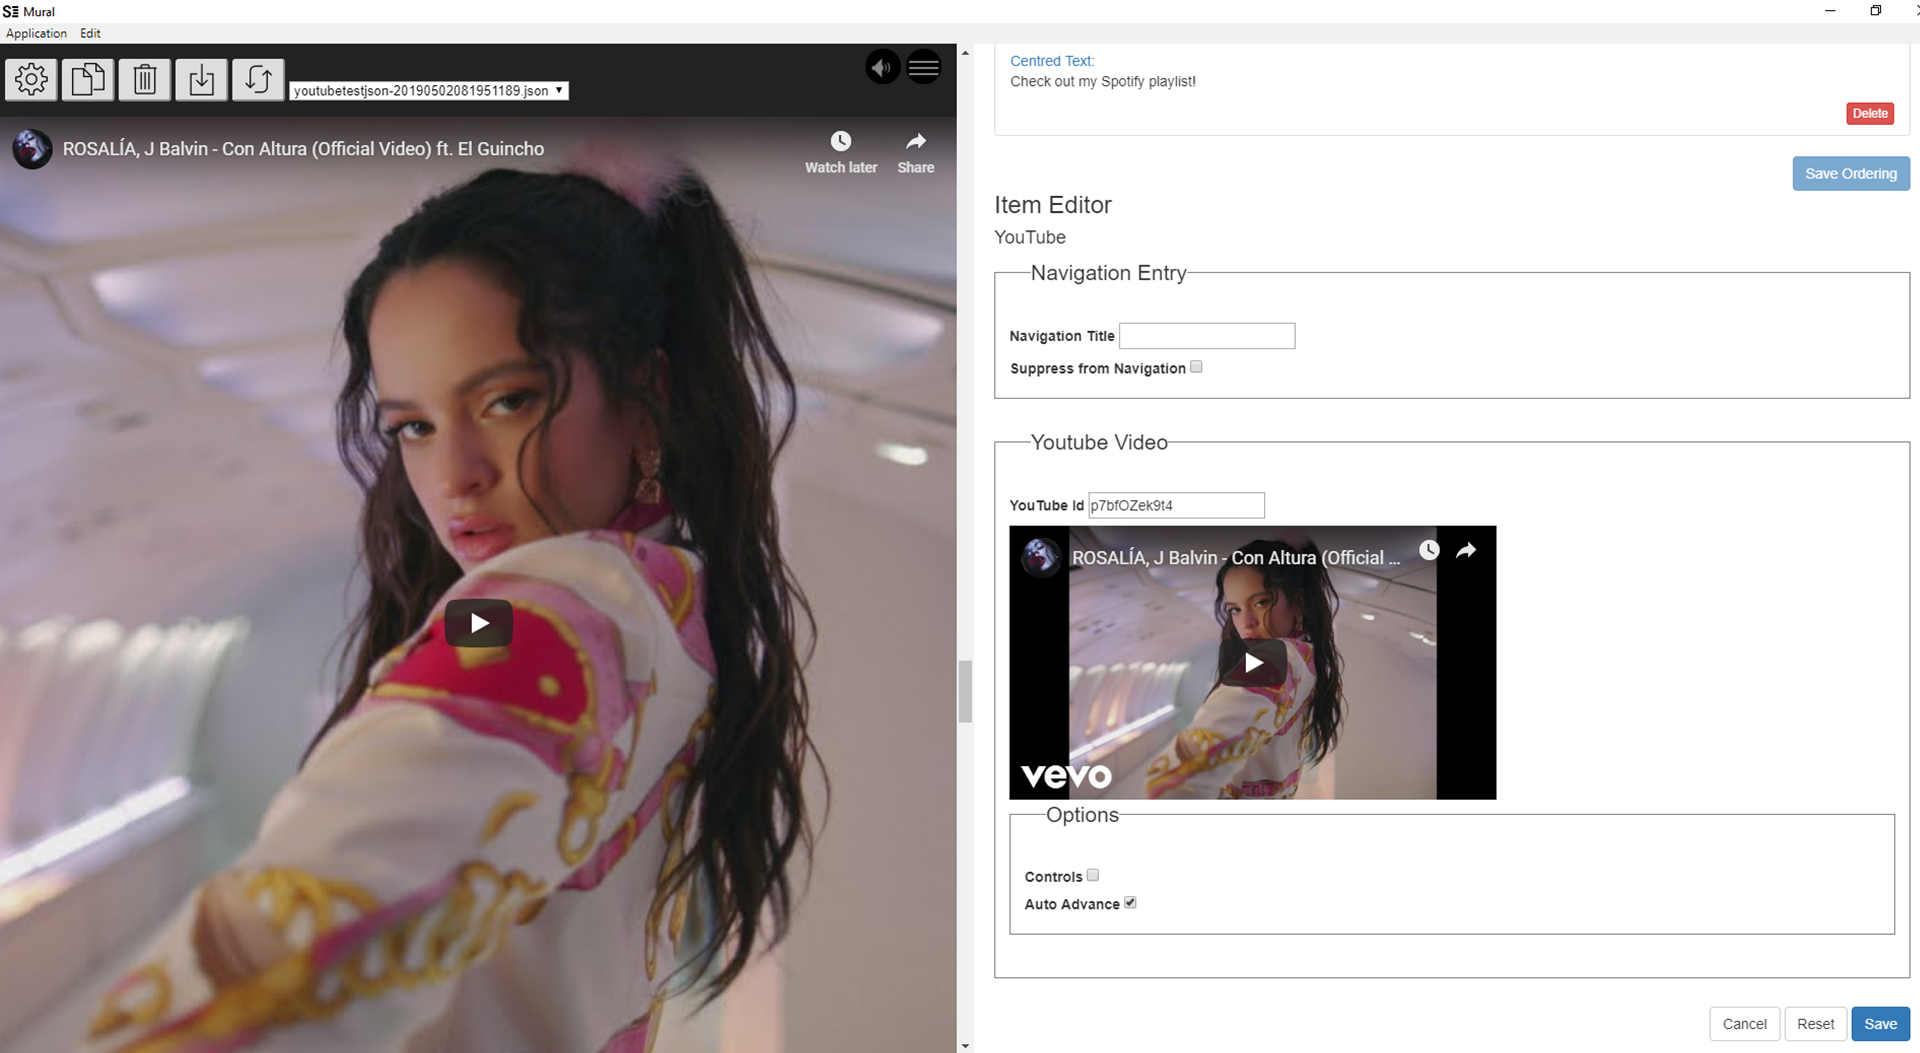 Mural
Application Edit
youtubetestjson-20190502081951189.json
ROSALÍA, J Balvin - Con Altura (Official Video) ft. El Guincho
Watch later
Share
Centred Text:
Check out my Spotify playlist!
Delete
Save Ordering
Item Editor
YouTube
Navigation Entry
Navigation Title
Suppress from Navigation
Youtube Video
YouTube Id p7bfOZek9t4
ROSALÍA, J Balvin - Con Altura (Official ...
vevo
Options
Controls
Auto Advance
Cancel Reset Save